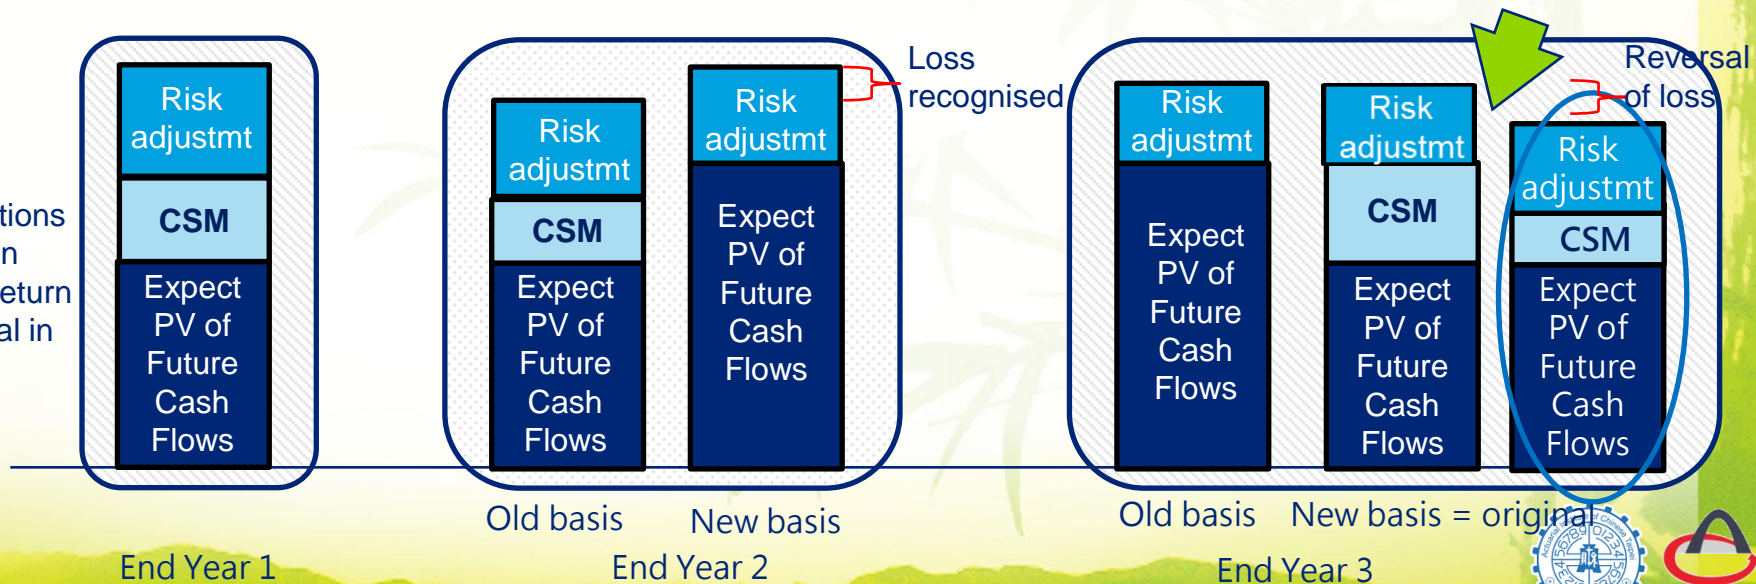 tions
n
eturn
al in
Risk
adjustmt
CSM
Expect
PV of
Future
Cash
Flows
End Year 1
Risk
adjustmt
CSM
Expect
PV of
Future
Cash
Flows
Old basis
Risk
adjustmt
Expect
PV of
Future
Cash
Flows
New basis
Loss
recognised
End Year 2
Risk
adjustmt
Expect
PV of
Future
Cash
Flows
Old basis
Risk
adjustmt
CSM
Expect
PV of
Future
Cash
Flows
Reversal
of loss
Risk
adjustmt
CSM
Expect
PV of
Future
Cash
Flows
New basis = original
End Year 3